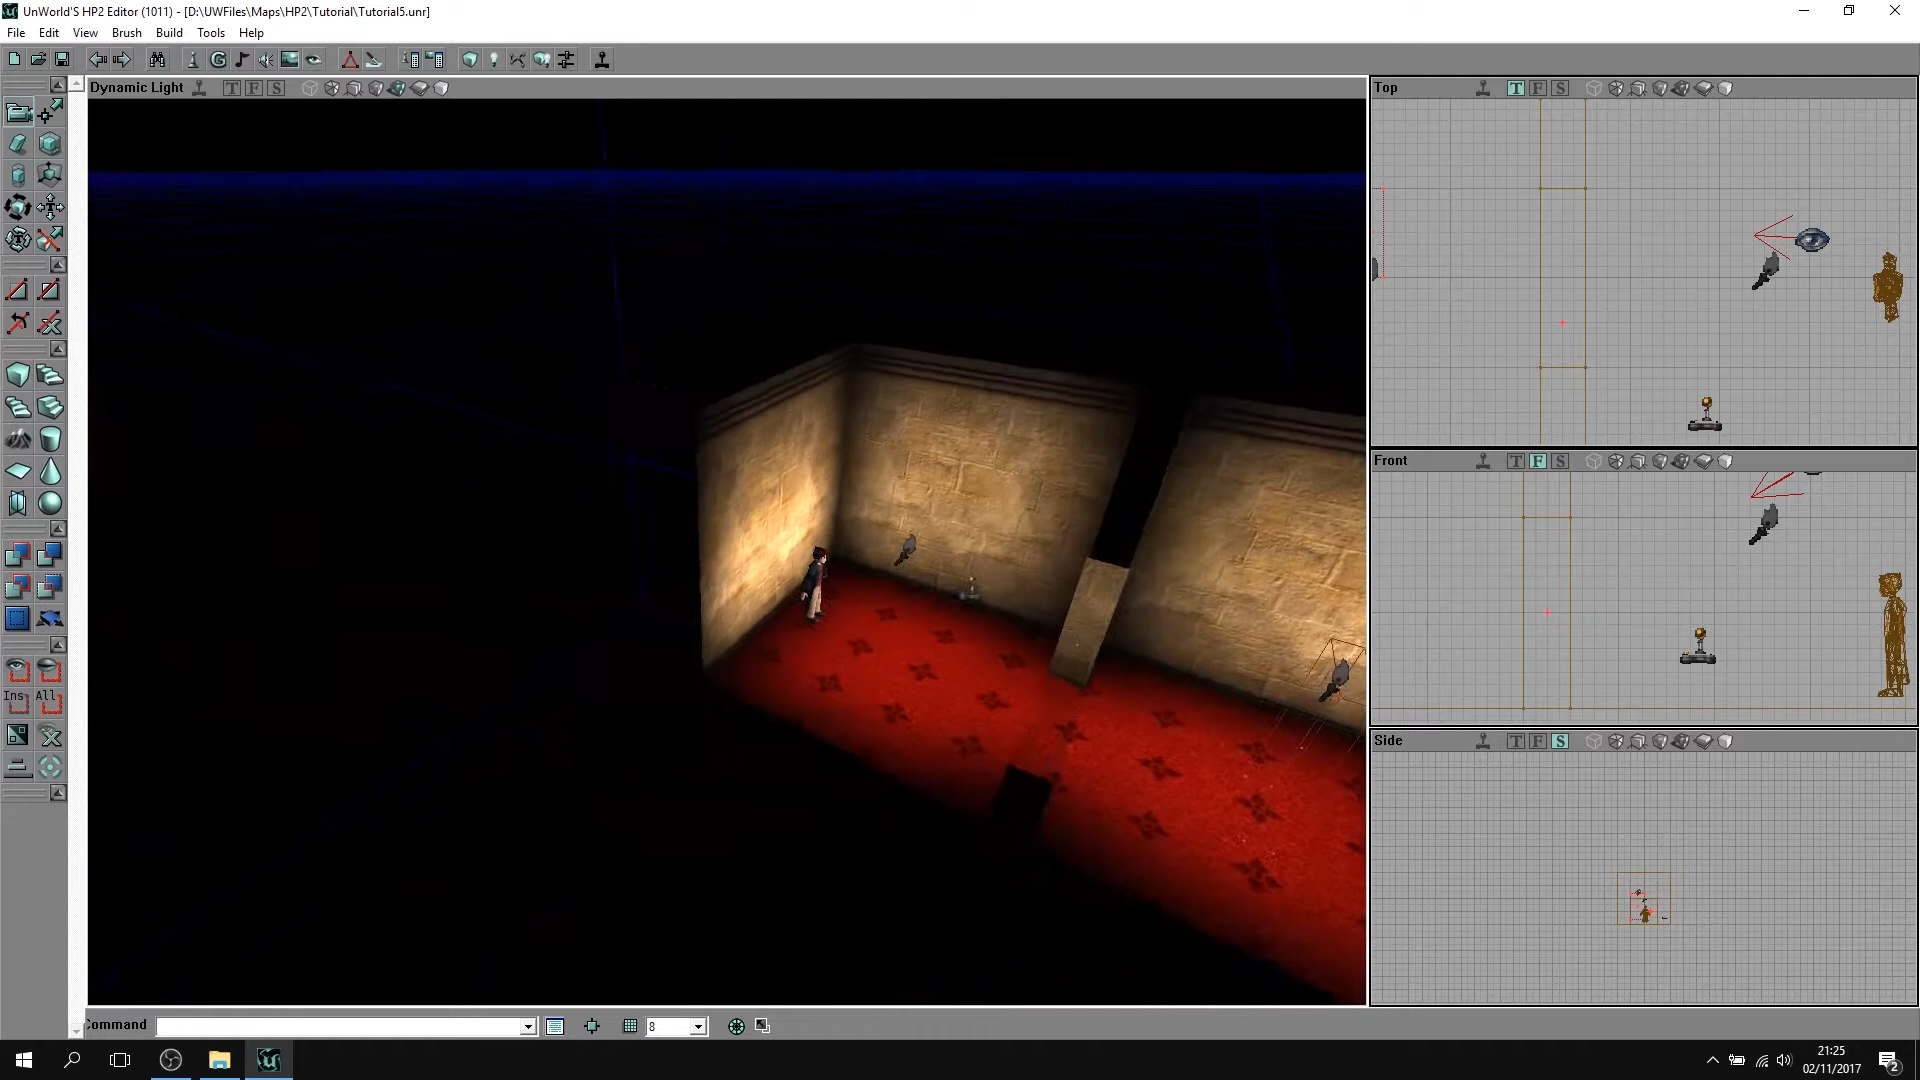 UnWorld'S HP2 Editor (1011) - [D:\UWFiles\Maps\HP2\Tutorial\Tutorial5.unr]
File Edit View Brush Build Tools Help
Dynamic Light T F S
Top T F S
Front T F S
Side T F S
Ins All
Command 8
21:25
02/11/2017
2